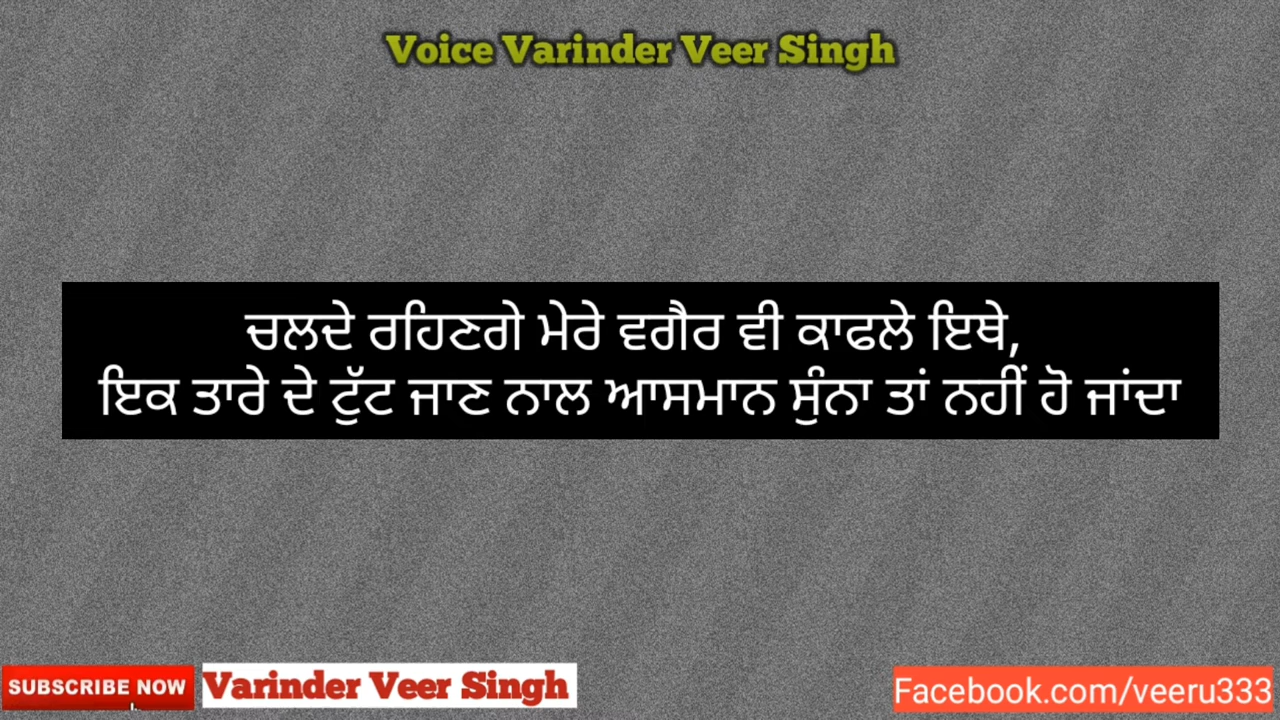 Voice Varinder Veer Singh
ਚਲਦੇ ਰਹਿਣਗੇ ਮੇਰੇ ਵਗੈਰ ਵੀ ਕਾਫਲੇ ਇਥੇ,
ਇਕ ਤਾਰੇ ਦੇ ਟੁੱਟ ਜਾਣ ਨਾਲ ਆਸਮਾਨ ਸੁੰਨਾ ਤਾਂ ਨਹੀਂ ਹੋ ਜਾਂਦਾ
SUBSCRIBE NOW
Varinder Veer Singh
Facebook.com/veeru333